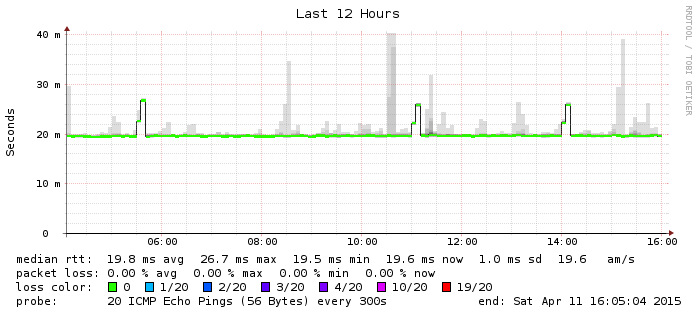 Last 12 Hours
RRDTOOL / TOBI OETIKER
Seconds
40 m
30 m
20 m
10 m
0
06:00 08:00 10:00 12:00 14:00 16:00
median rtt: 19.8 ms avg 26.7 ms max 19.5 ms min 19.6 ms now 1.0 ms sd 19.6 am/s
packet loss: 0.00 % avg 0.00 % max 0.00 % min 0.00 % now
loss color: 0 1/20 2/20 3/20 4/20 10/20 19/20
probe: 20 ICMP Echo Pings (56 Bytes) every 300s end: Sat Apr 11 16:05:04 2015